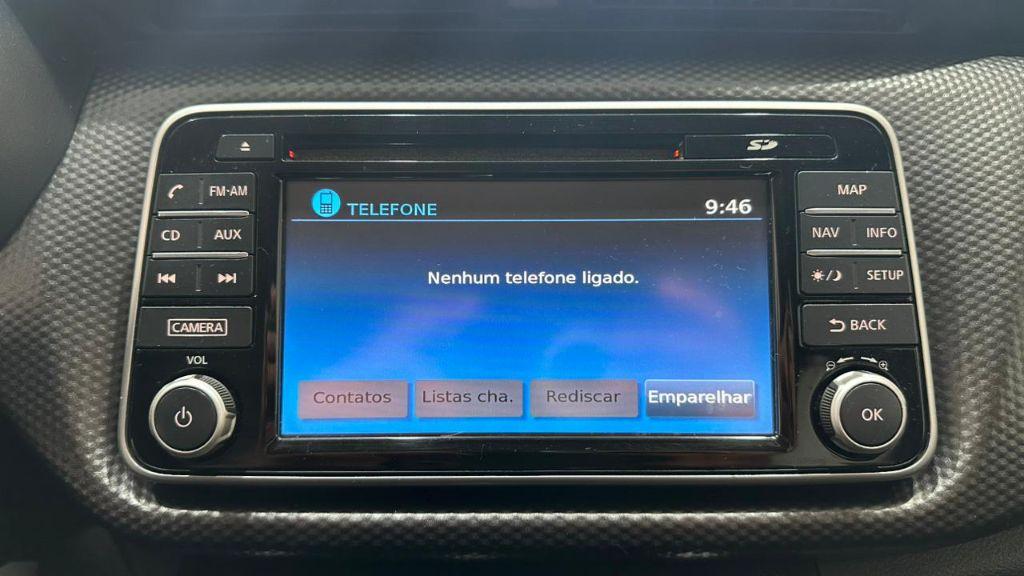 SD
FM·AM
MAP
TELEFONE
9:46
CD
AUX
NAV
INFO
Nenhum telefone ligado.
SETUP
CAMERA
BACK
VOL
Contatos
Listas cha.
Rediscar
Emparelhar
OK